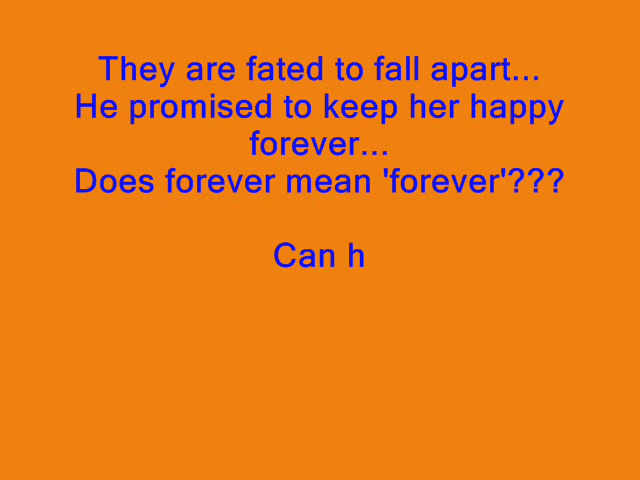 They are fated to fall apart...
He promised to keep her happy
forever...
Does forever mean 'forever'???
Can h